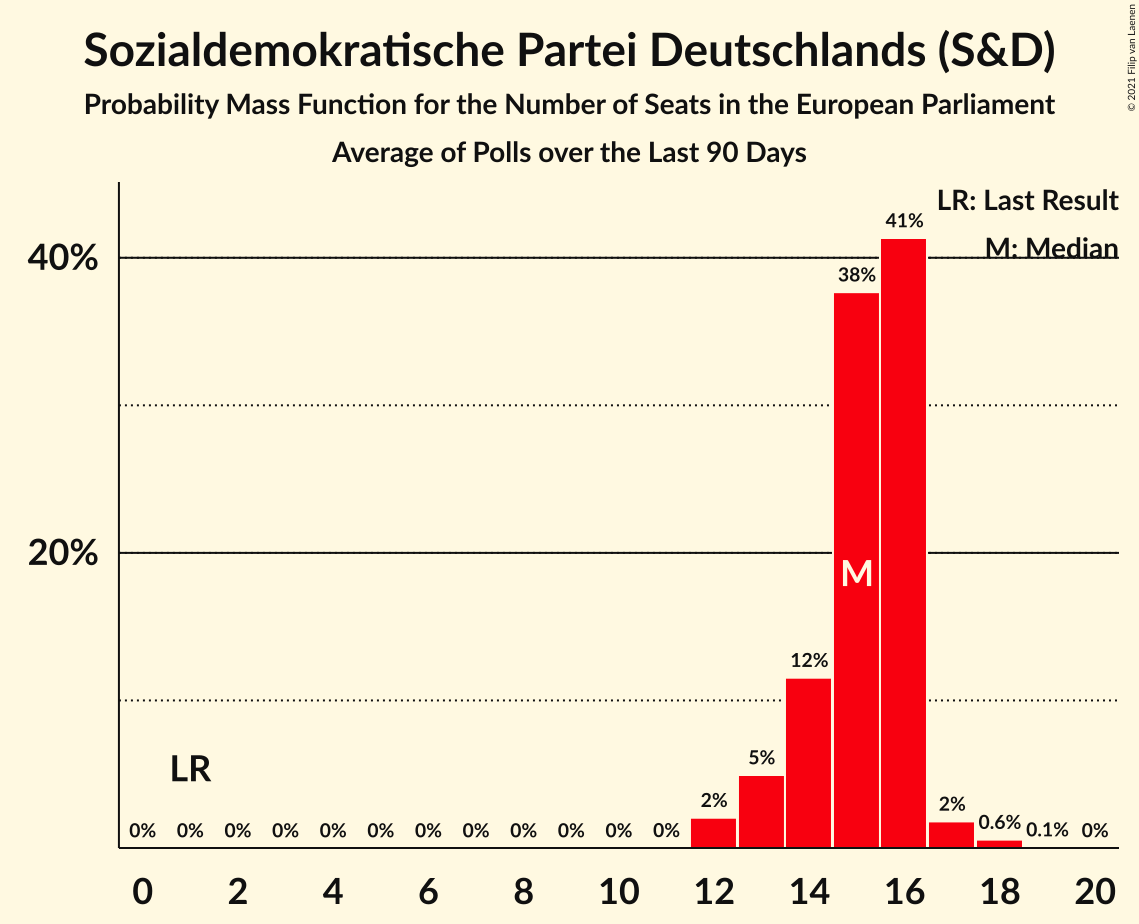 Sozialdemokratische Partei Deutschlands (S&D)
Probability Mass Function for the Number of Seats in the European Parliament
Average of Polls over the Last 90 Days
© 2021 Filip van Laenen
LR: Last Result
M: Median
40%
20%
41%
38%
M
12%
LR
5%
0% 0% 0% 0% 0% 0% 0% 0% 0% 0% 0% 0% 2% 2% 0.6% 0.1% 0%
0 2 4 6 8 10 12 14 16 18 20